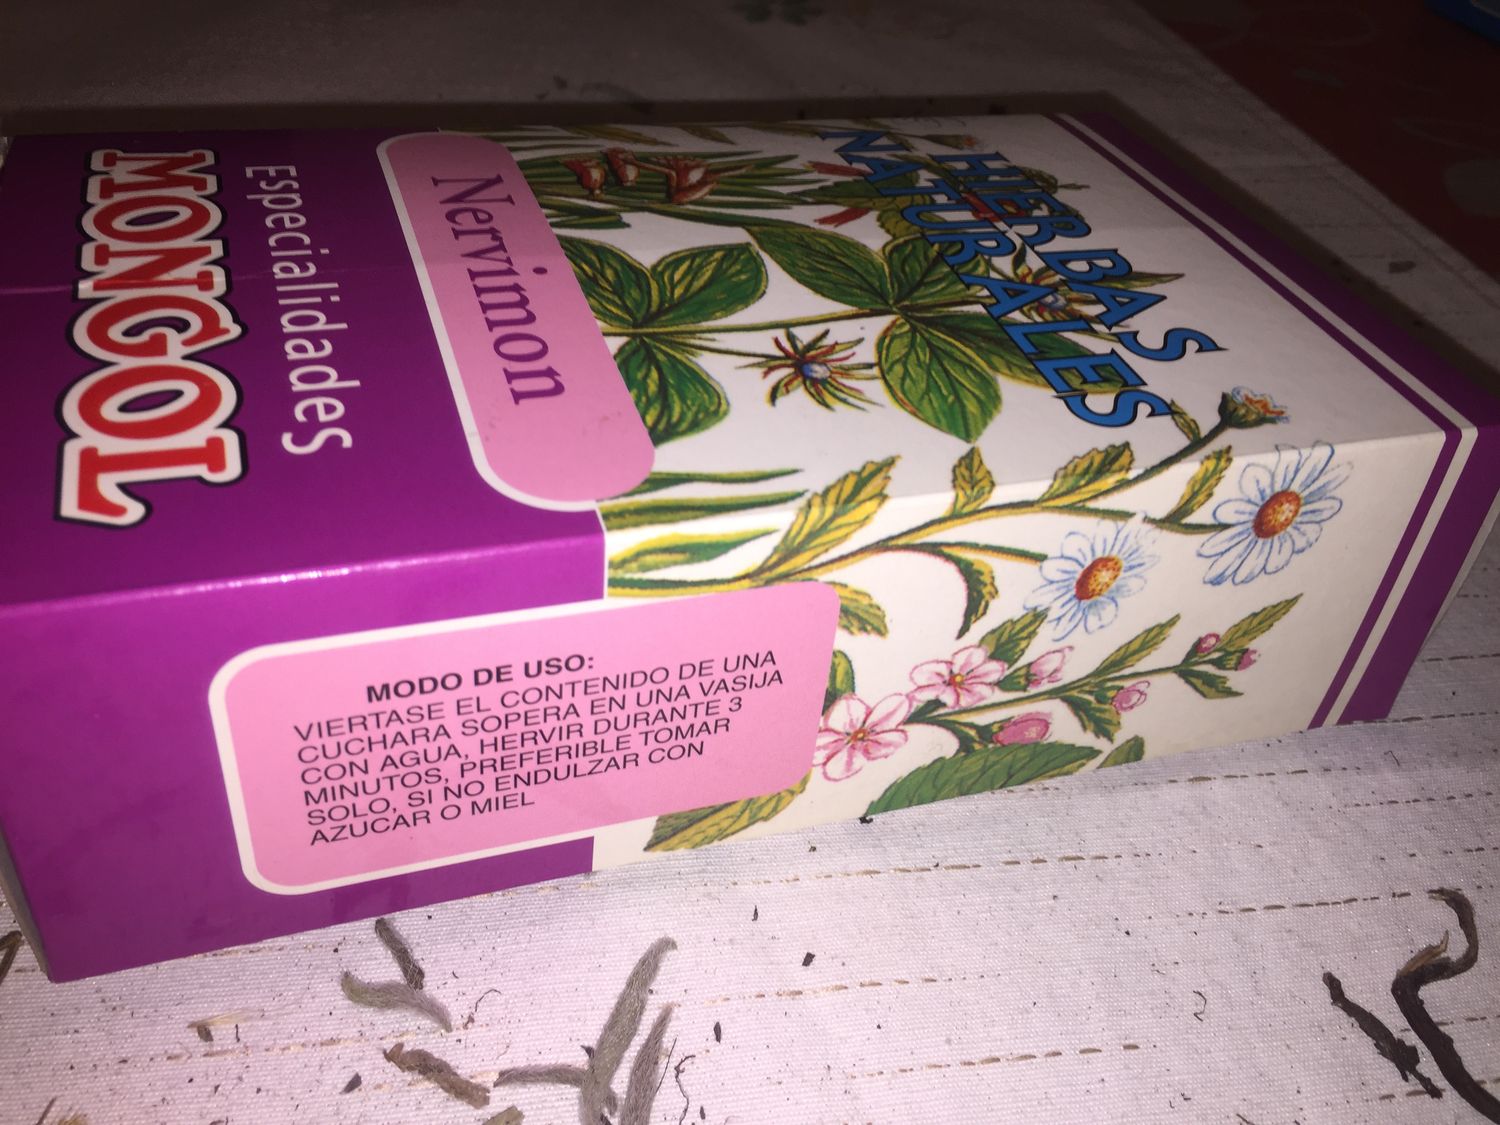 HIERBAS
NATURALES
Nervimon
Especialidades
MONGOL
MODO DE USO:
VIERTASE EL CONTENIDO DE UNA
CUCHARA SOPERA EN UNA VASIJA
CON AGUA, HERVIR DURANTE 3
MINUTOS, PREFERIBLE TOMAR
SOLO, SI NO ENDULZAR CON
AZUCAR O MIEL